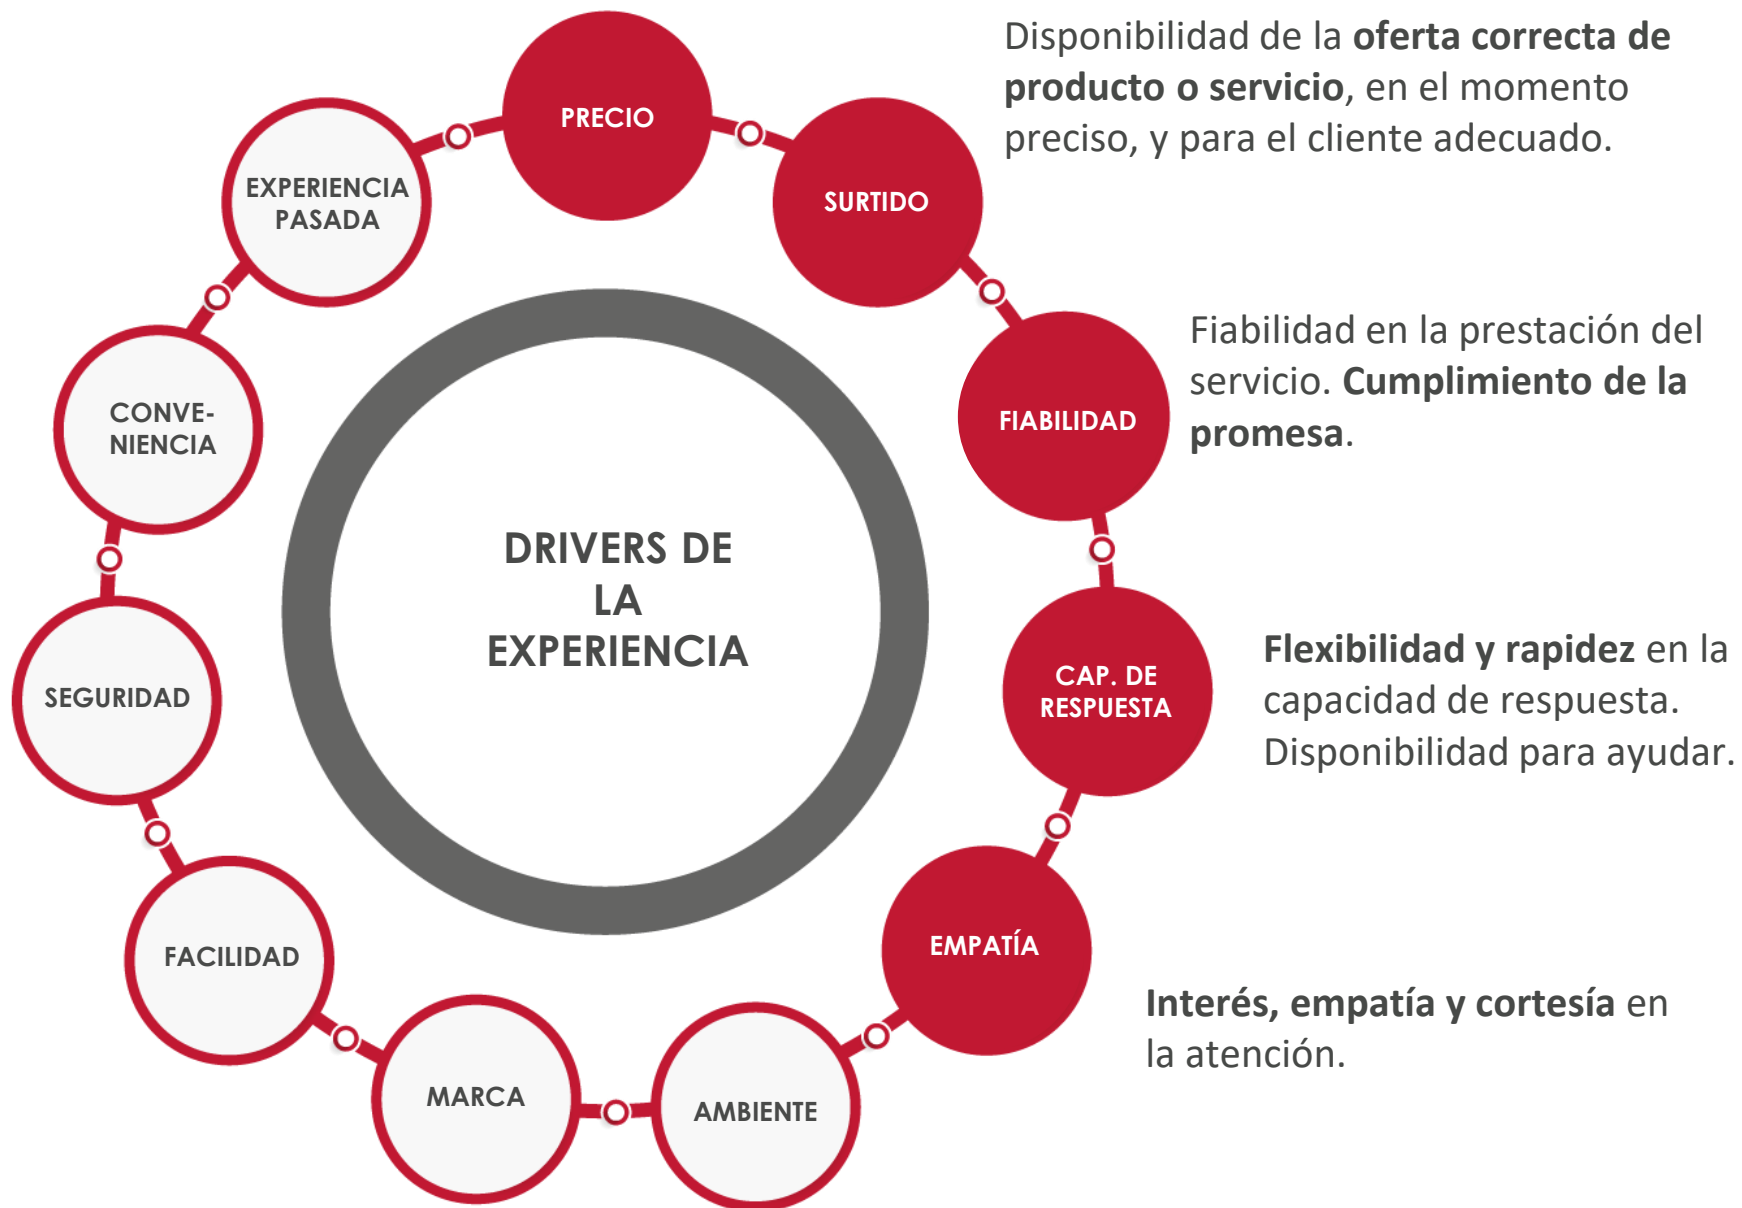 PRECIO
Disponibilidad de la oferta correcta de
producto o servicio, en el momento
preciso, y para el cliente adecuado.
SURTIDO
Fiabilidad en la prestación del
servicio. Cumplimiento de la
promesa.
FIABILIDAD
Flexibilidad y rapidez en la
capacidad de respuesta.
Disponibilidad para ayudar.
CAP. DE
RESPUESTA
EMPATÍA
Interés, empatía y cortesía en
la atención.
AMBIENTE
MARCA
FACILIDAD
SEGURIDAD
CONVE-
NIENCIA
EXPERIENCIA
PASADA
DRIVERS DE
LA
EXPERIENCIA